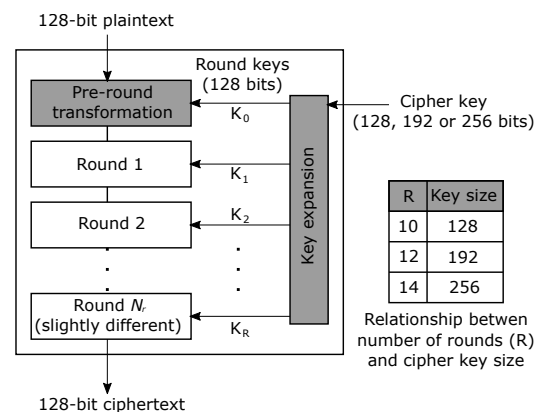 128-bit plaintext
Round keys
(128 bits)
Pre-round
transformation
K0
Cipher key
(128, 192 or 256 bits)
Key expansion
Round 1
K1
Round 2
K2
Round Nr
(slightly different)
KR
128-bit ciphertext
R Key size
10 128
12 192
14 256
Relationship betwen
number of rounds (R)
and cipher key size